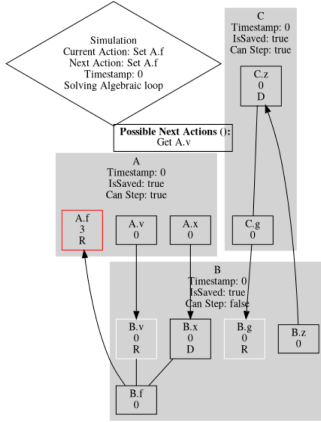 Simulation
Current Action: Set A.f
Next Action: Set A.f
Timestamp: 0
Solving Algebraic loop
Possible Next Actions ():
Get A.v
C
Timestamp: 0
IsSaved: true
Can Step: true
C.z
0
D
C.g
0
A
Timestamp: 0
IsSaved: true
Can Step: true
A.f
3
R
A.v
0
A.x
0
B
Timestamp: 0
IsSaved: true
Can Step: false
B.v
0
R
B.x
0
D
B.g
0
R
B.z
0
B.f
0